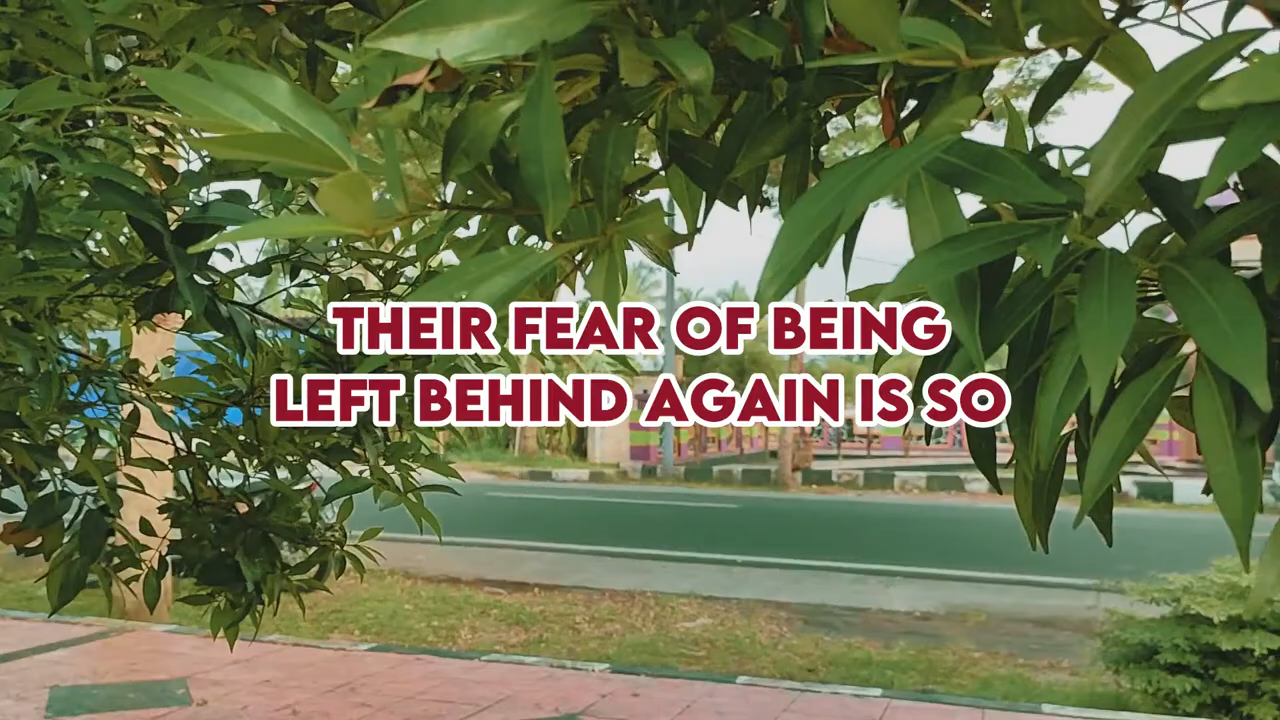 THEIR FEAR OF BEING
LEFT BEHIND AGAIN IS SO